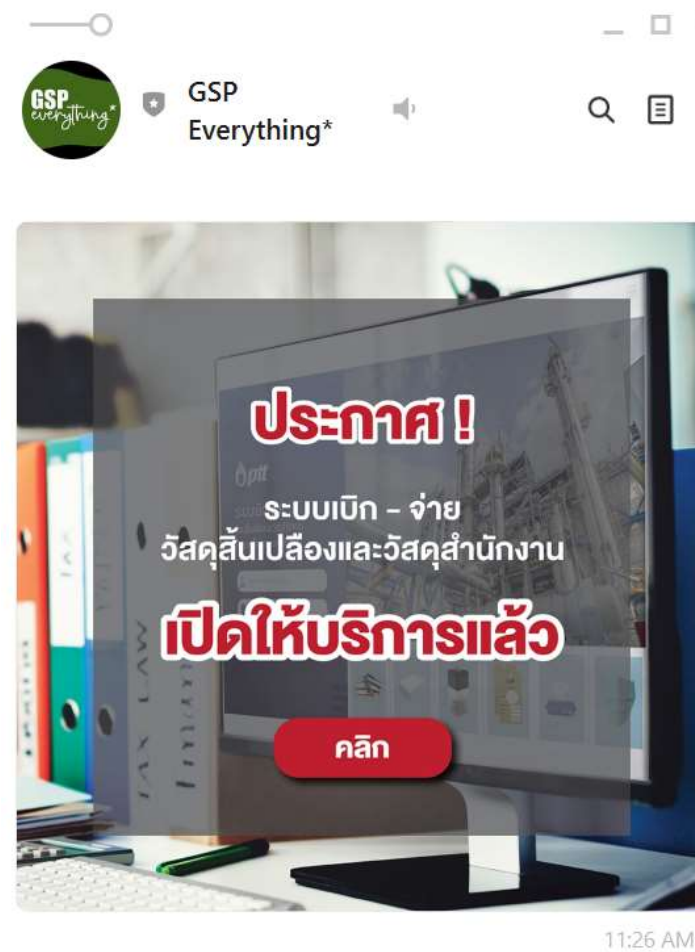 GSP
everything*
GSP
Everything*
ประกาศ !
ptt
ระบบเบิก - จ่าย
วัสดุสิ้นเปลืองและวัสดุสำนักงาน
เปิดให้บริการแล้ว
คลิก
TAX LAW
11:26 AM